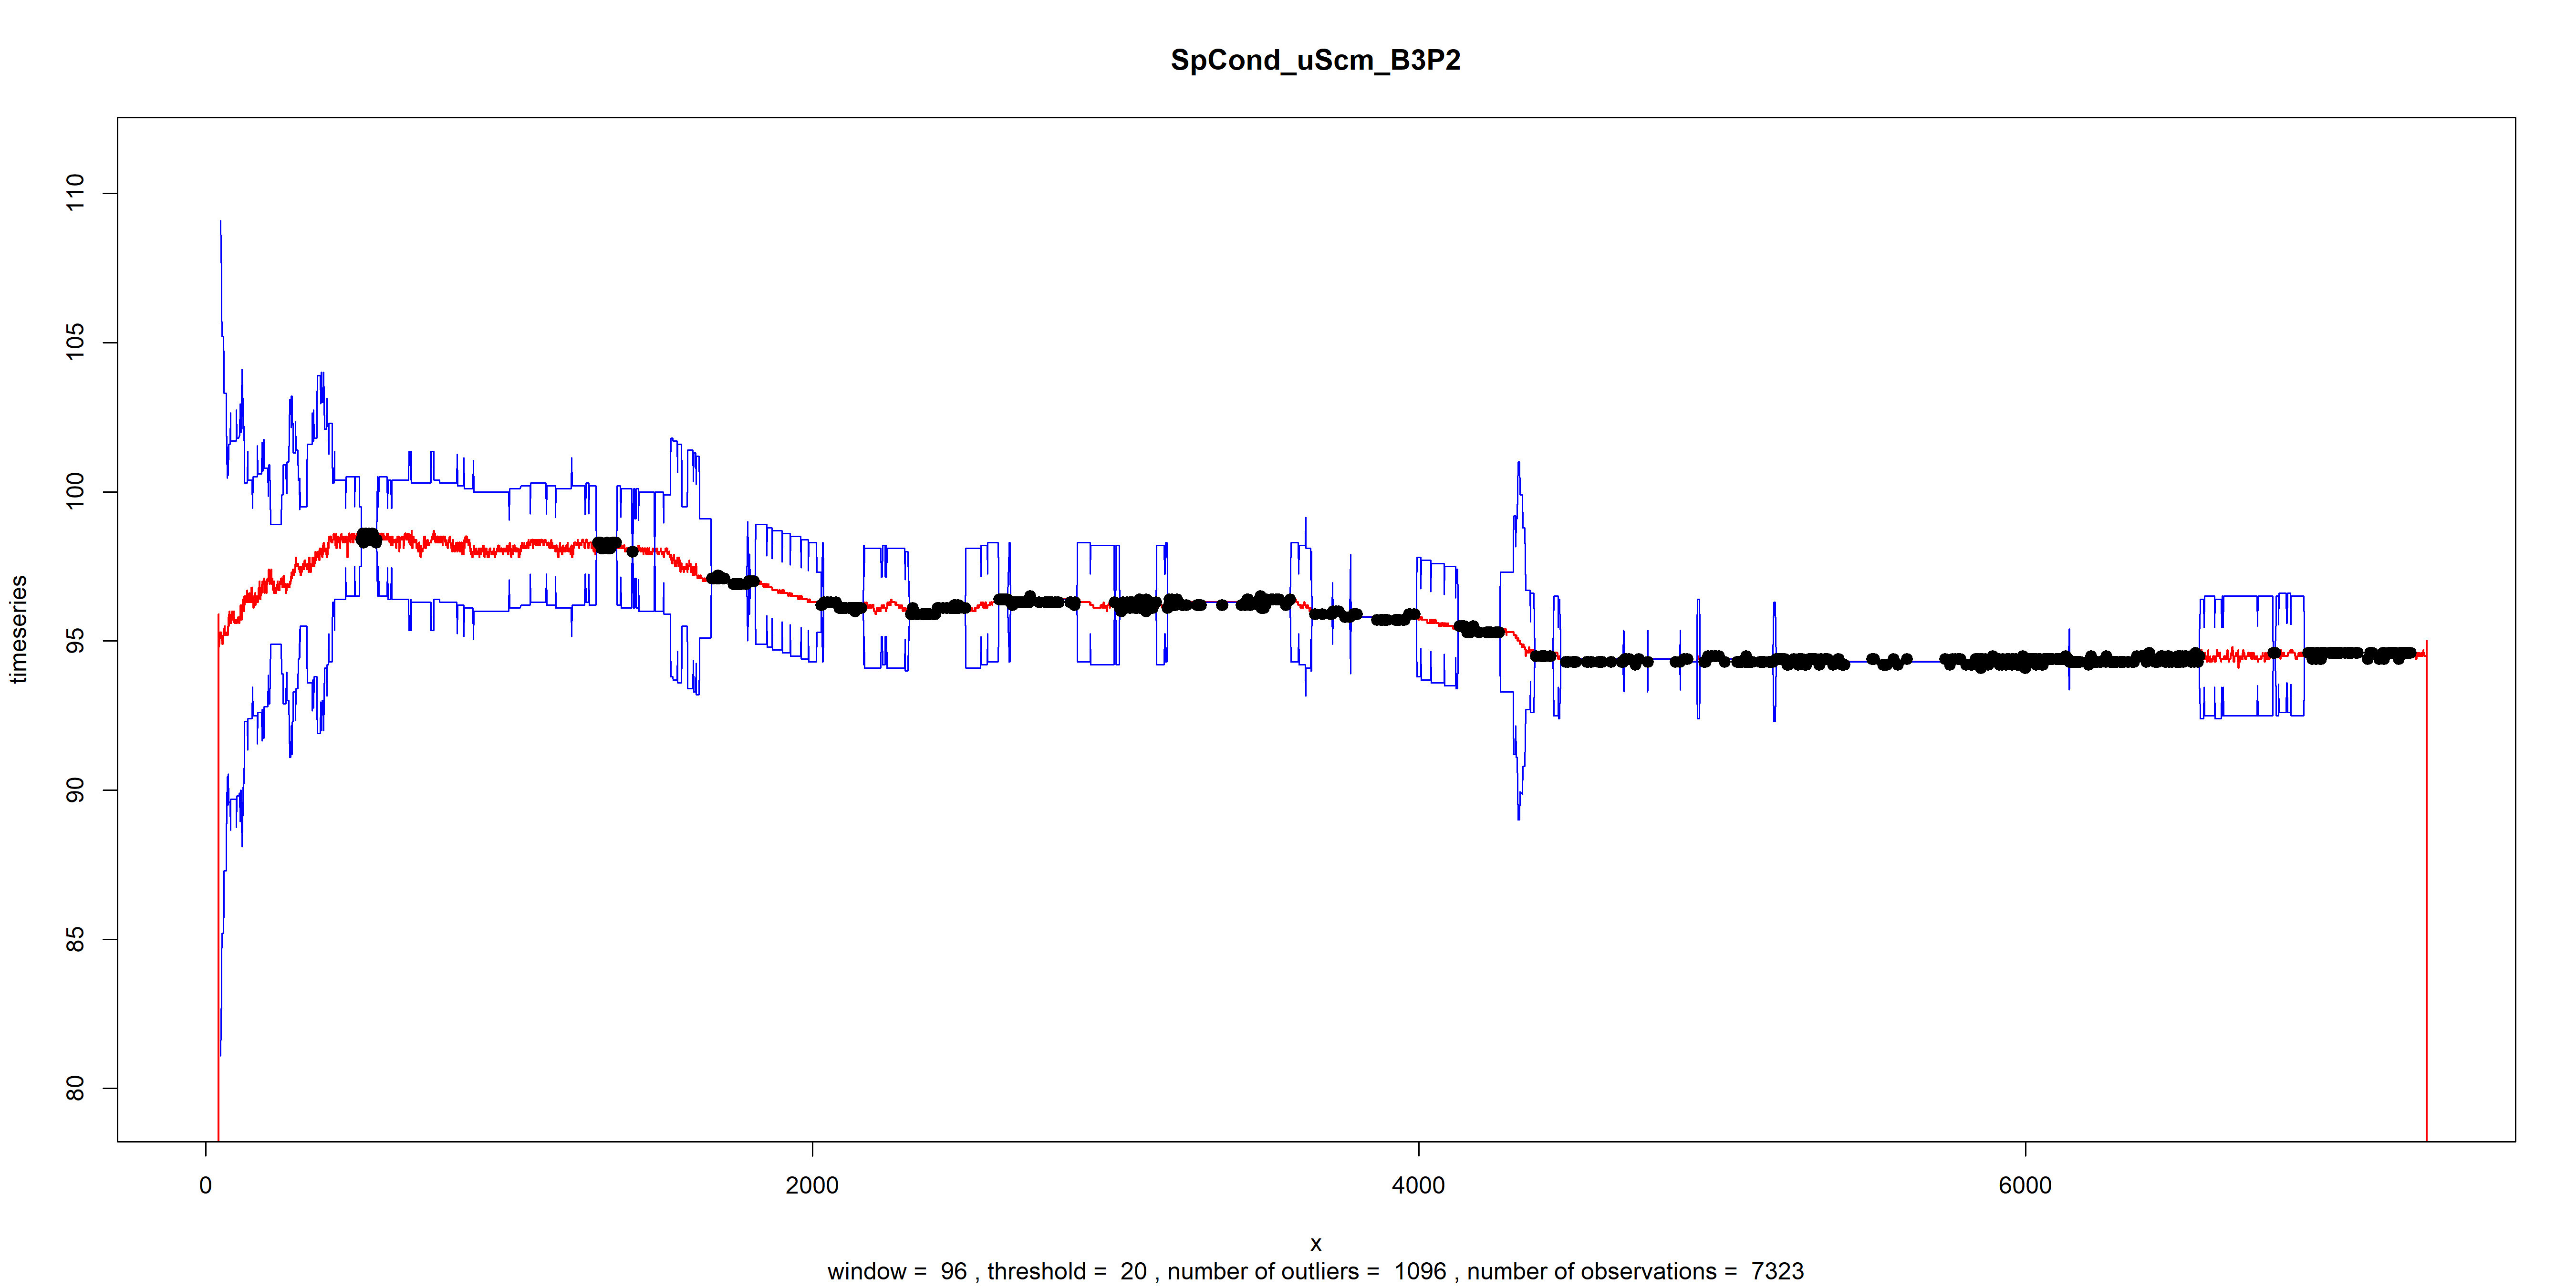 SpCond_uScm_B3P2
110
105
100
95
90
85
80
timeseries
0 2000 4000 6000
x
window = 96 , threshold = 20 , number of outliers = 1096 , number of observations = 7323